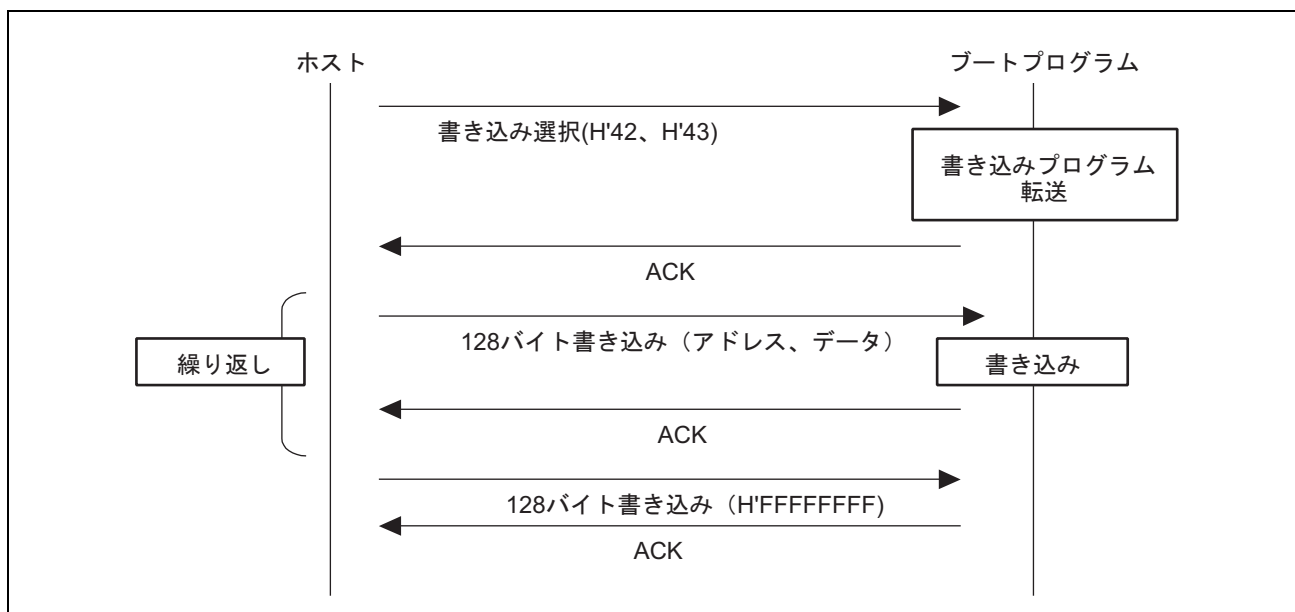 ホスト
ブートプログラム
書き込み選択(H'42、H'43)
書き込みプログラム
転送
ACK
128バイト書き込み（アドレス、データ）
繰り返し
書き込み
ACK
128バイト書き込み（H'FFFFFFFF)
ACK